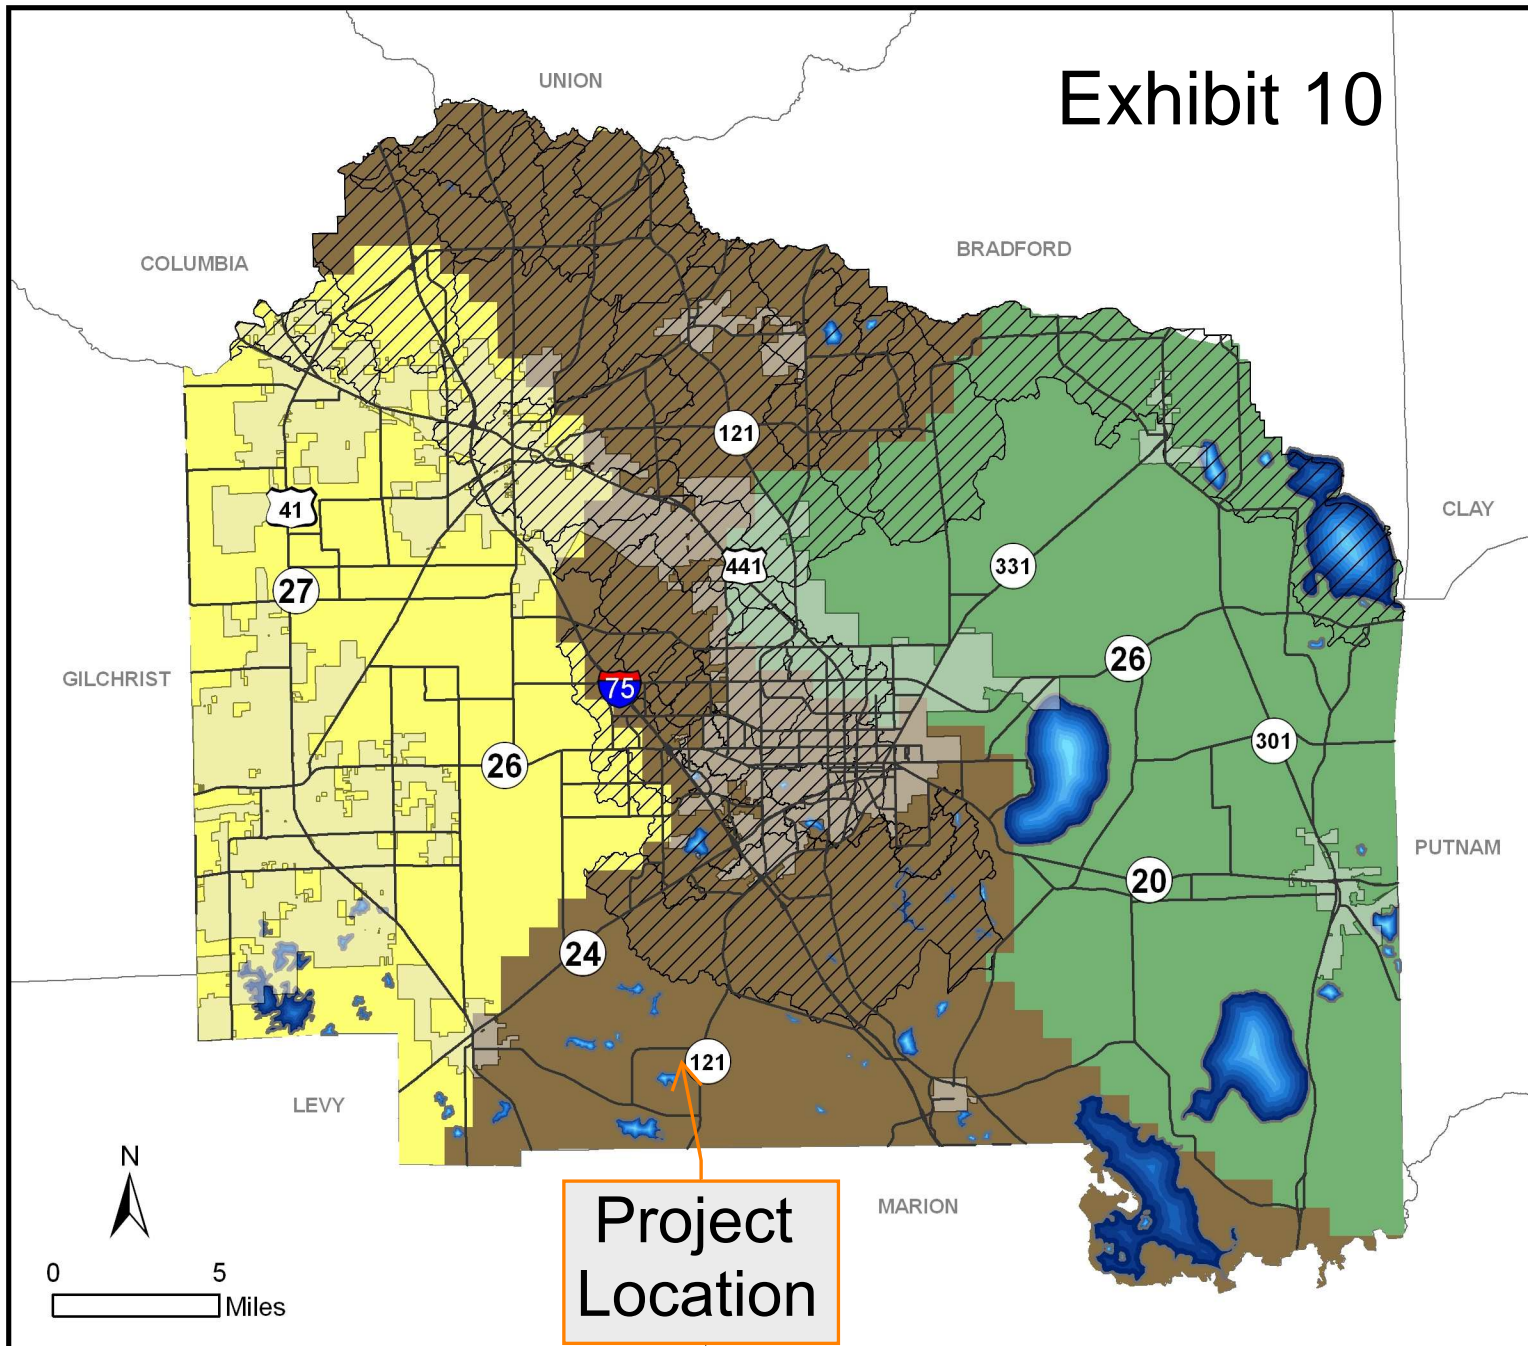 UNION
Exhibit 10
COLUMBIA
BRADFORD
121
41
CLAY
441
331
27
26
GILCHRIST
75
301
26
PUTNAM
20
24
121
LEVY
N
MARION
Project
Location
0 5
Miles